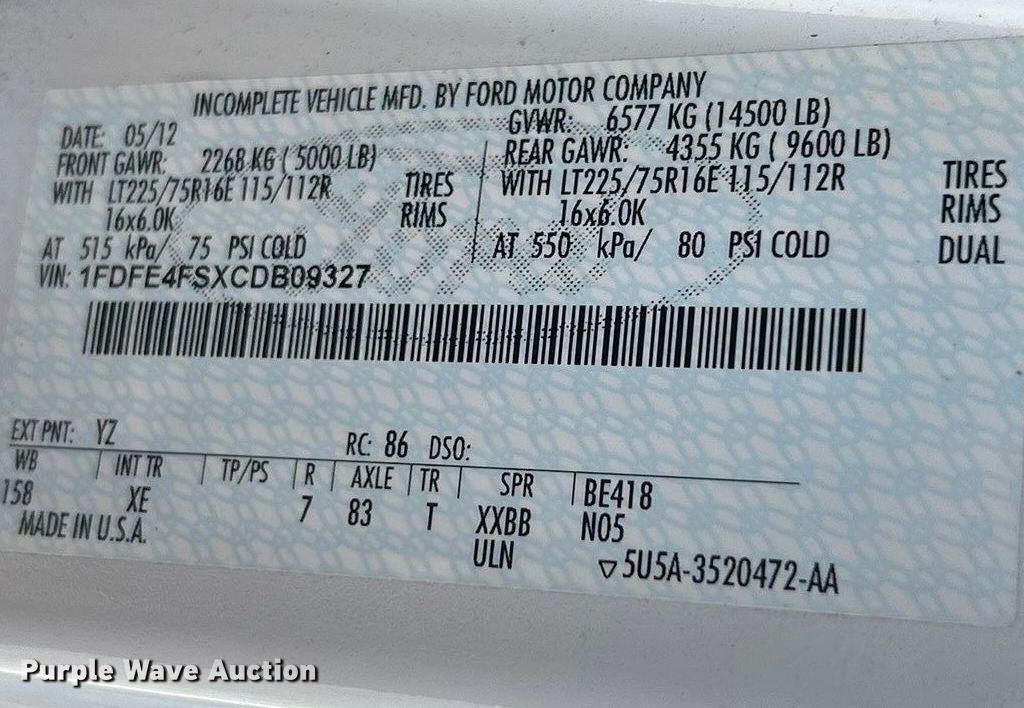 INCOMPLETE VEHICLE MFD. BY FORD MOTOR COMPANY
DATE: 05/12 GVWR: 6577 KG (14500 LB)
FRONT GAWR: 2268 KG ( 5000 LB) REAR GAWR: 4355 KG ( 9600 LB)
WITH LT225/75R16E 115/112R TIRES WITH LT225/75R16E 115/112R TIRES
16x6.0K RIMS 16x6.0K RIMS
AT 515 kPa/ 75 PSI COLD AT 550 kPa/ 80 PSI COLD DUAL
VIN: 1FDFE4FSXCDB09327
EXT PNT: YZ RC: 86 DSO:
WB INT TR TP/PS R AXLE TR SPR BE418
158 XE 7 83 T XXBB N05
MADE IN U.S.A. ULN ▽5U5A-3520472-AA
Purple Wave Auction